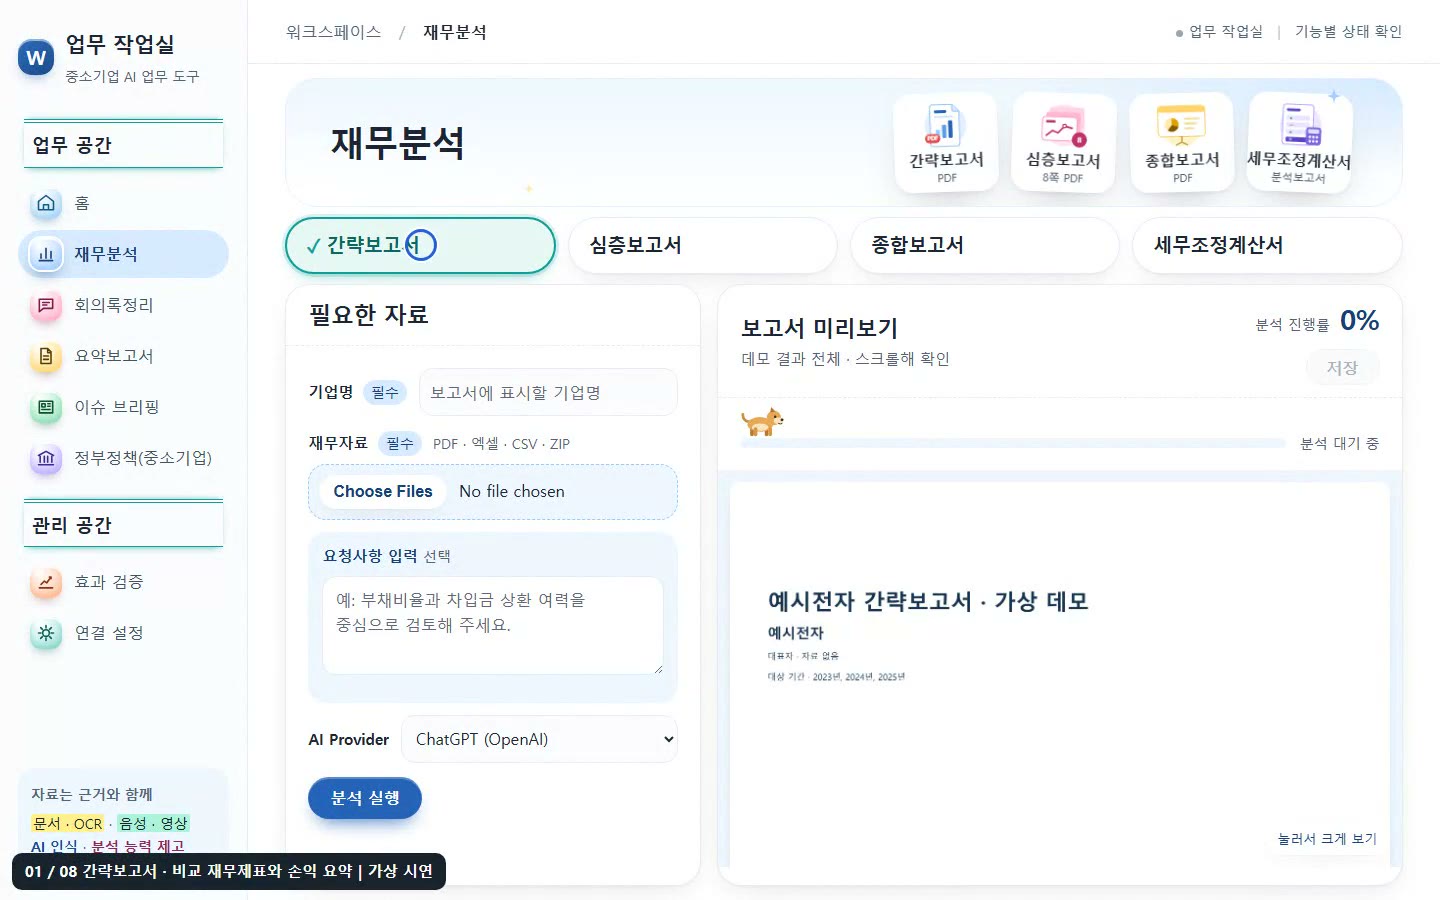 W
업무 작업실
중소기업 AI 업무 도구
업무 공간
홈
재무분석
회의록정리
요약보고서
이슈 브리핑
정부정책(중소기업)
관리 공간
효과 검증
연결 설정
자료는 근거와 함께
문서 · OCR · 음성 · 영상
AI 인식 · 분석 능력 제고
워크스페이스 / 재무분석
업무 작업실 | 기능별 상태 확인
재무분석
PDF
간략보고서
PDF
심층보고서
8쪽 PDF
종합보고서
PDF
세무조정계산서
분석보고서
✓ 간략보고서
심층보고서
종합보고서
세무조정계산서
필요한 자료
기업명 필수 보고서에 표시할 기업명
재무자료 필수 PDF · 엑셀 · CSV · ZIP
Choose Files No file chosen
요청사항 입력 선택
예: 부채비율과 차입금 상환 여력을
중심으로 검토해 주세요.
AI Provider ChatGPT (OpenAI)
분석 실행
보고서 미리보기
데모 결과 전체 · 스크롤해 확인
분석 진행률 0%
저장
분석 대기 중
예시전자 간략보고서 · 가상 데모
예시전자
대표자 · 자료 없음
대상 기간 · 2023년, 2024년, 2025년
눌러서 크게 보기
01 / 08 간략보고서 · 비교 재무제표와 손익 요약 | 가상 시연